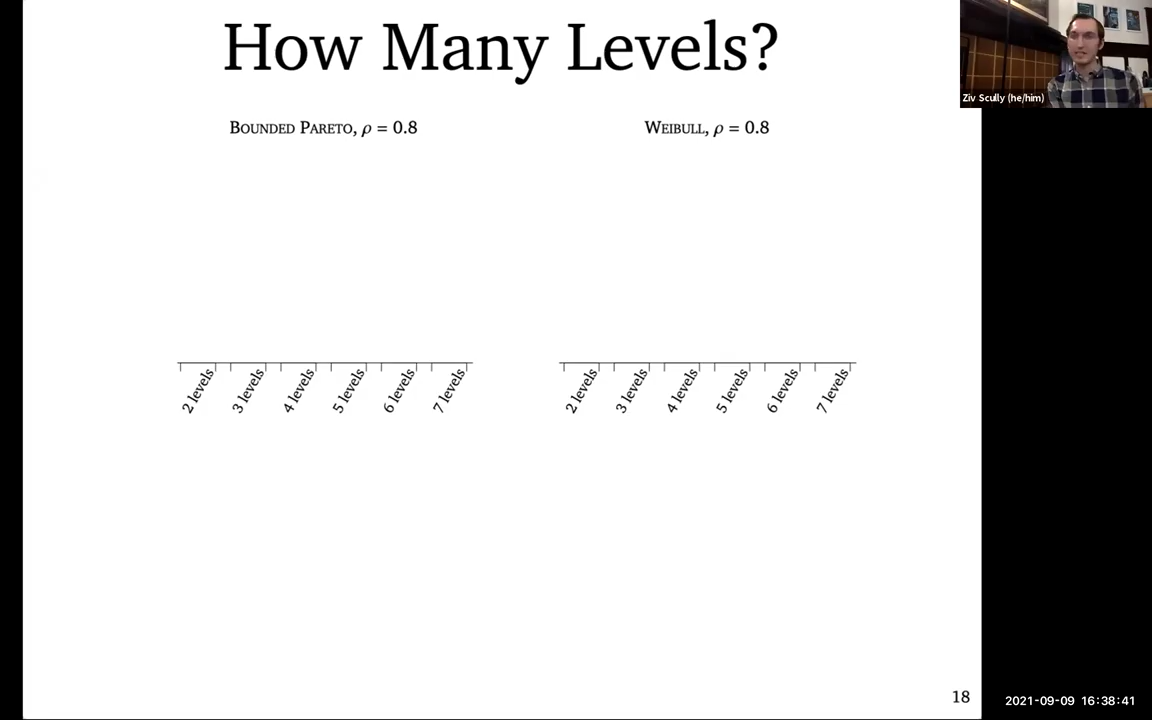 How Many Levels?
Ziv Scully (he/him)
BOUNDED PARETO, ρ = 0.8
WEIBULL, ρ = 0.8
2 levels
3 levels
4 levels
5 levels
6 levels
7 levels
2 levels
3 levels
4 levels
5 levels
6 levels
7 levels
18
2021-09-09 16:38:41